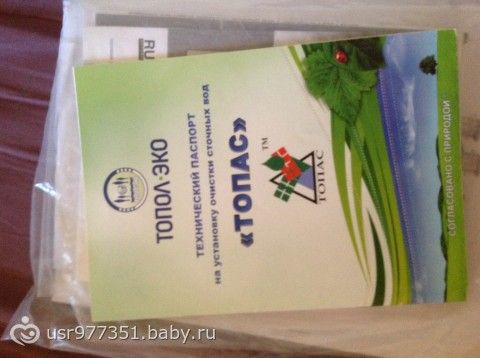 ТОПОЛ-ЭКО
ТЕХНИЧЕСКИЙ ПАСПОРТ
на установку очистки сточных вод
«ТОПАС»
TM
ТОПАС
СОГЛАСОВАНО С ПРИРОДОЙ
RU
usr977351.baby.ru